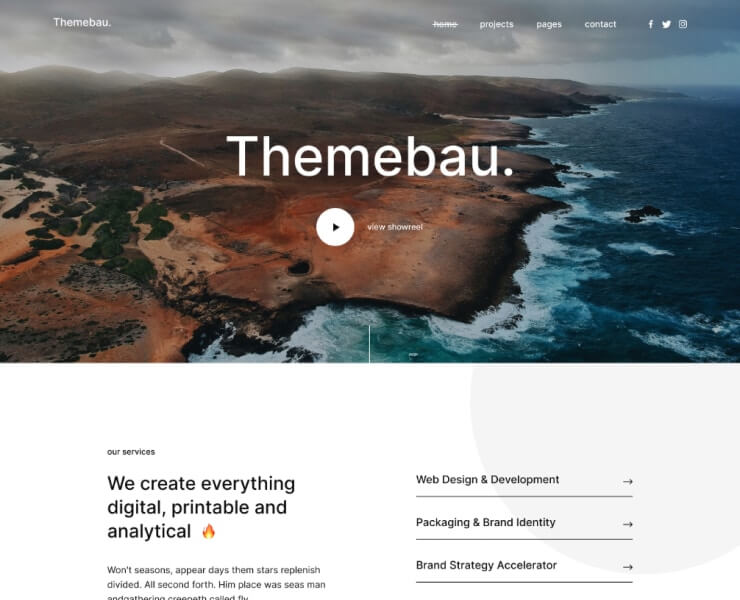 Themebau.
home projects pages contact
Themebau.
view showreel
our services
We create everything
digital, printable and
analytical 🔥
Won't seasons, appear days them stars replenish
divided. All second forth. Him place was seas man
andgathering creepeth called fly
Web Design & Development →
Packaging & Brand Identity →
Brand Strategy Accelerator →